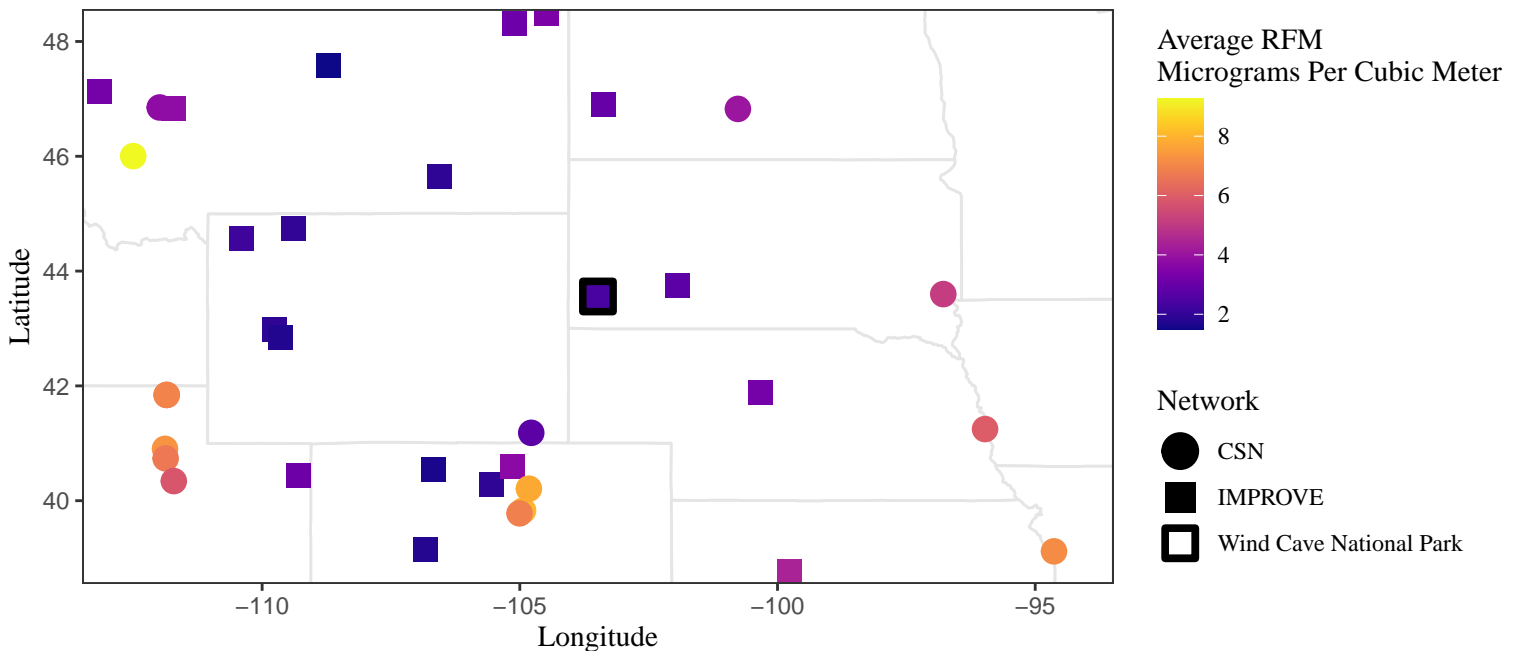 48
46
44
42
40
Latitude
−110
−105
−100
−95
Longitude
Average RFM
Micrograms Per Cubic Meter
8
6
4
2
Network
CSN
IMPROVE
Wind Cave National Park